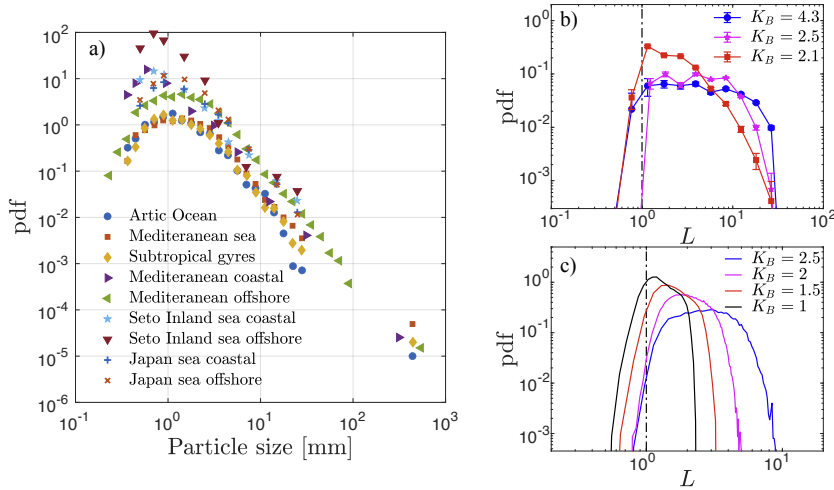 a)
pdf
10^2
10^1
10^0
10^-1
10^-2
10^-3
10^-4
10^-5
10^-6
Artic Ocean
Mediteranean sea
Subtropical gyres
Mediteranean coastal
Mediteranean offshore
Seto Inland sea coastal
Seto Inland sea offshore
Japan sea coastal
Japan sea offshore
10^-1 10^0 10^1 10^2 10^3
Particle size [mm]
b)
pdf
10^0
10^-1
10^-2
10^-3
K_B = 4.3
K_B = 2.5
K_B = 2.1
10^-1 10^0 10^1 10^2
L
c)
pdf
10^0
10^-1
10^-2
10^-3
K_B = 2.5
K_B = 2
K_B = 1.5
K_B = 1
10^0 10^1
L